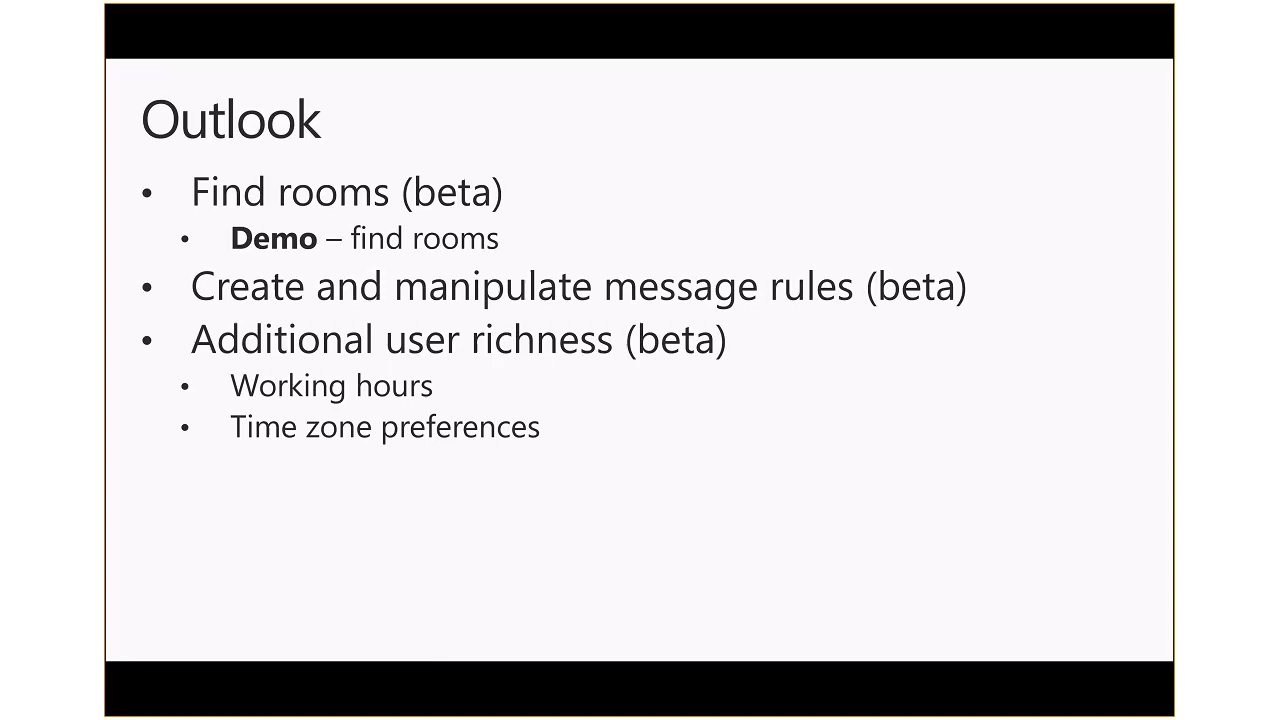 Outlook
• Find rooms (beta)
• Demo – find rooms
• Create and manipulate message rules (beta)
• Additional user richness (beta)
• Working hours
• Time zone preferences